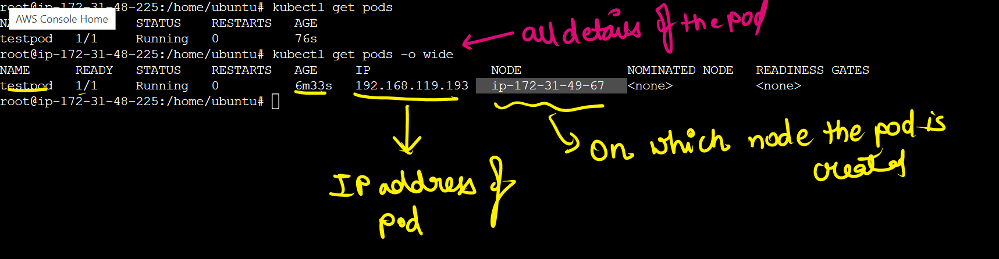 root@ip-172-31-48-225:/home/ubuntu# kubectl get pods
AWS Console Home
STATUS RESTARTS AGE
testpod 1/1 Running 0 76s
all details of the pod
root@ip-172-31-48-225:/home/ubuntu# kubectl get pods -o wide
NAME READY STATUS RESTARTS AGE IP NODE NOMINATED NODE READINESS GATES
testpod 1/1 Running 0 6m33s 192.168.119.193 ip-172-31-49-67 <none> <none>
root@ip-172-31-48-225:/home/ubuntu#
On which node the pod is
created
IP address of
pod